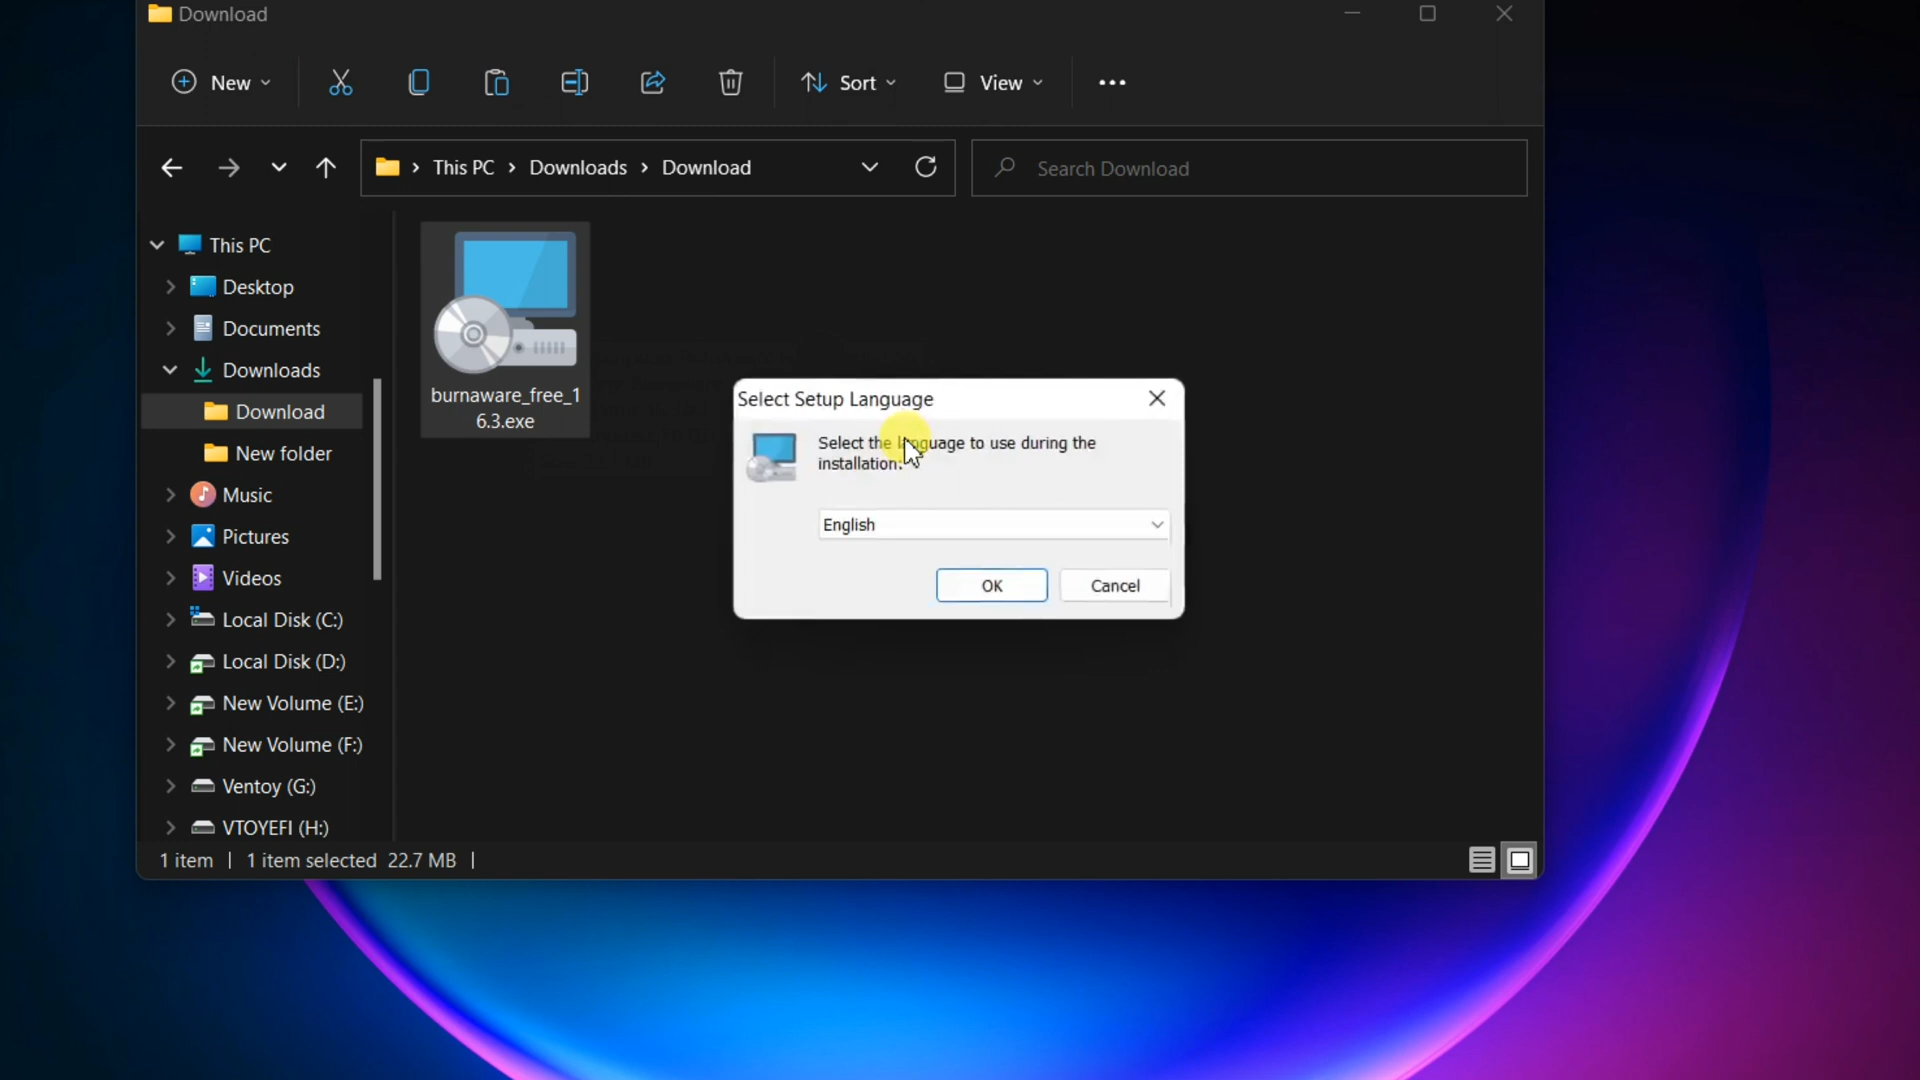 Download
New
Sort
View
This PC
Downloads
Download
Search Download
This PC
Desktop
Documents
Downloads
Download
New folder
Music
Pictures
Videos
Local Disk (C:)
Local Disk (D:)
New Volume (E:)
New Volume (F:)
Ventoy (G:)
VTOYEFI (H:)
burnaware_free_1
6.3.exe
Select Setup Language
Select the language to use during the
installation:
English
OK
Cancel
1 item
1 item selected 22.7 MB